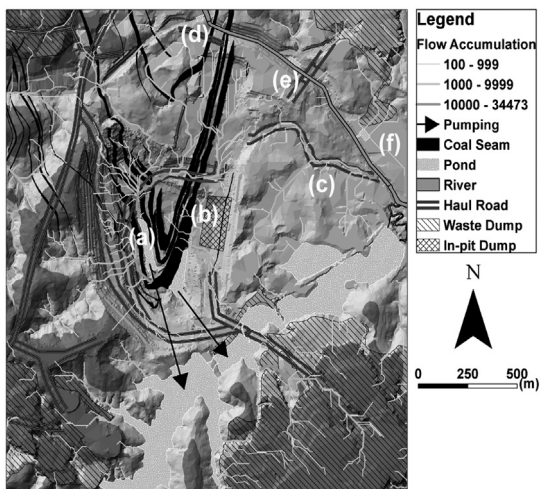 (d)
(e)
(f)
(c)
(b)
(a)
Legend
Flow Accumulation
100 - 999
1000 - 9999
10000 - 34473
Pumping
Coal Seam
Pond
River
Haul Road
Waste Dump
In-pit Dump
N
0 250 500
(m)